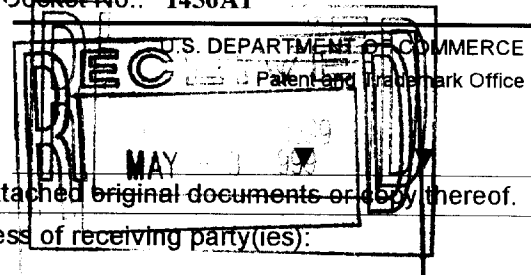 Docket No.: 1436A1
U.S. DEPARTMENT OF COMMERCE
Patent and Trademark Office
MAY
attached original documents or copy thereof.
ess of receiving party(ies):